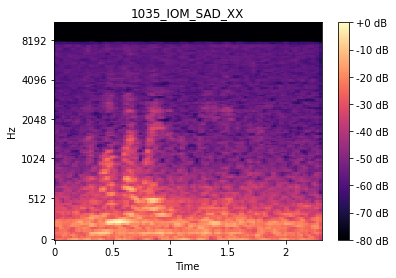 1035_IOM_SAD_XX
+0 dB
8192
-10 dB
4096
-20 dB
-30 dB
2048
-40 dB
Hz
1024
-50 dB
-60 dB
512
-70 dB
0
-80 dB
0 0.5 1 1.5 2
Time